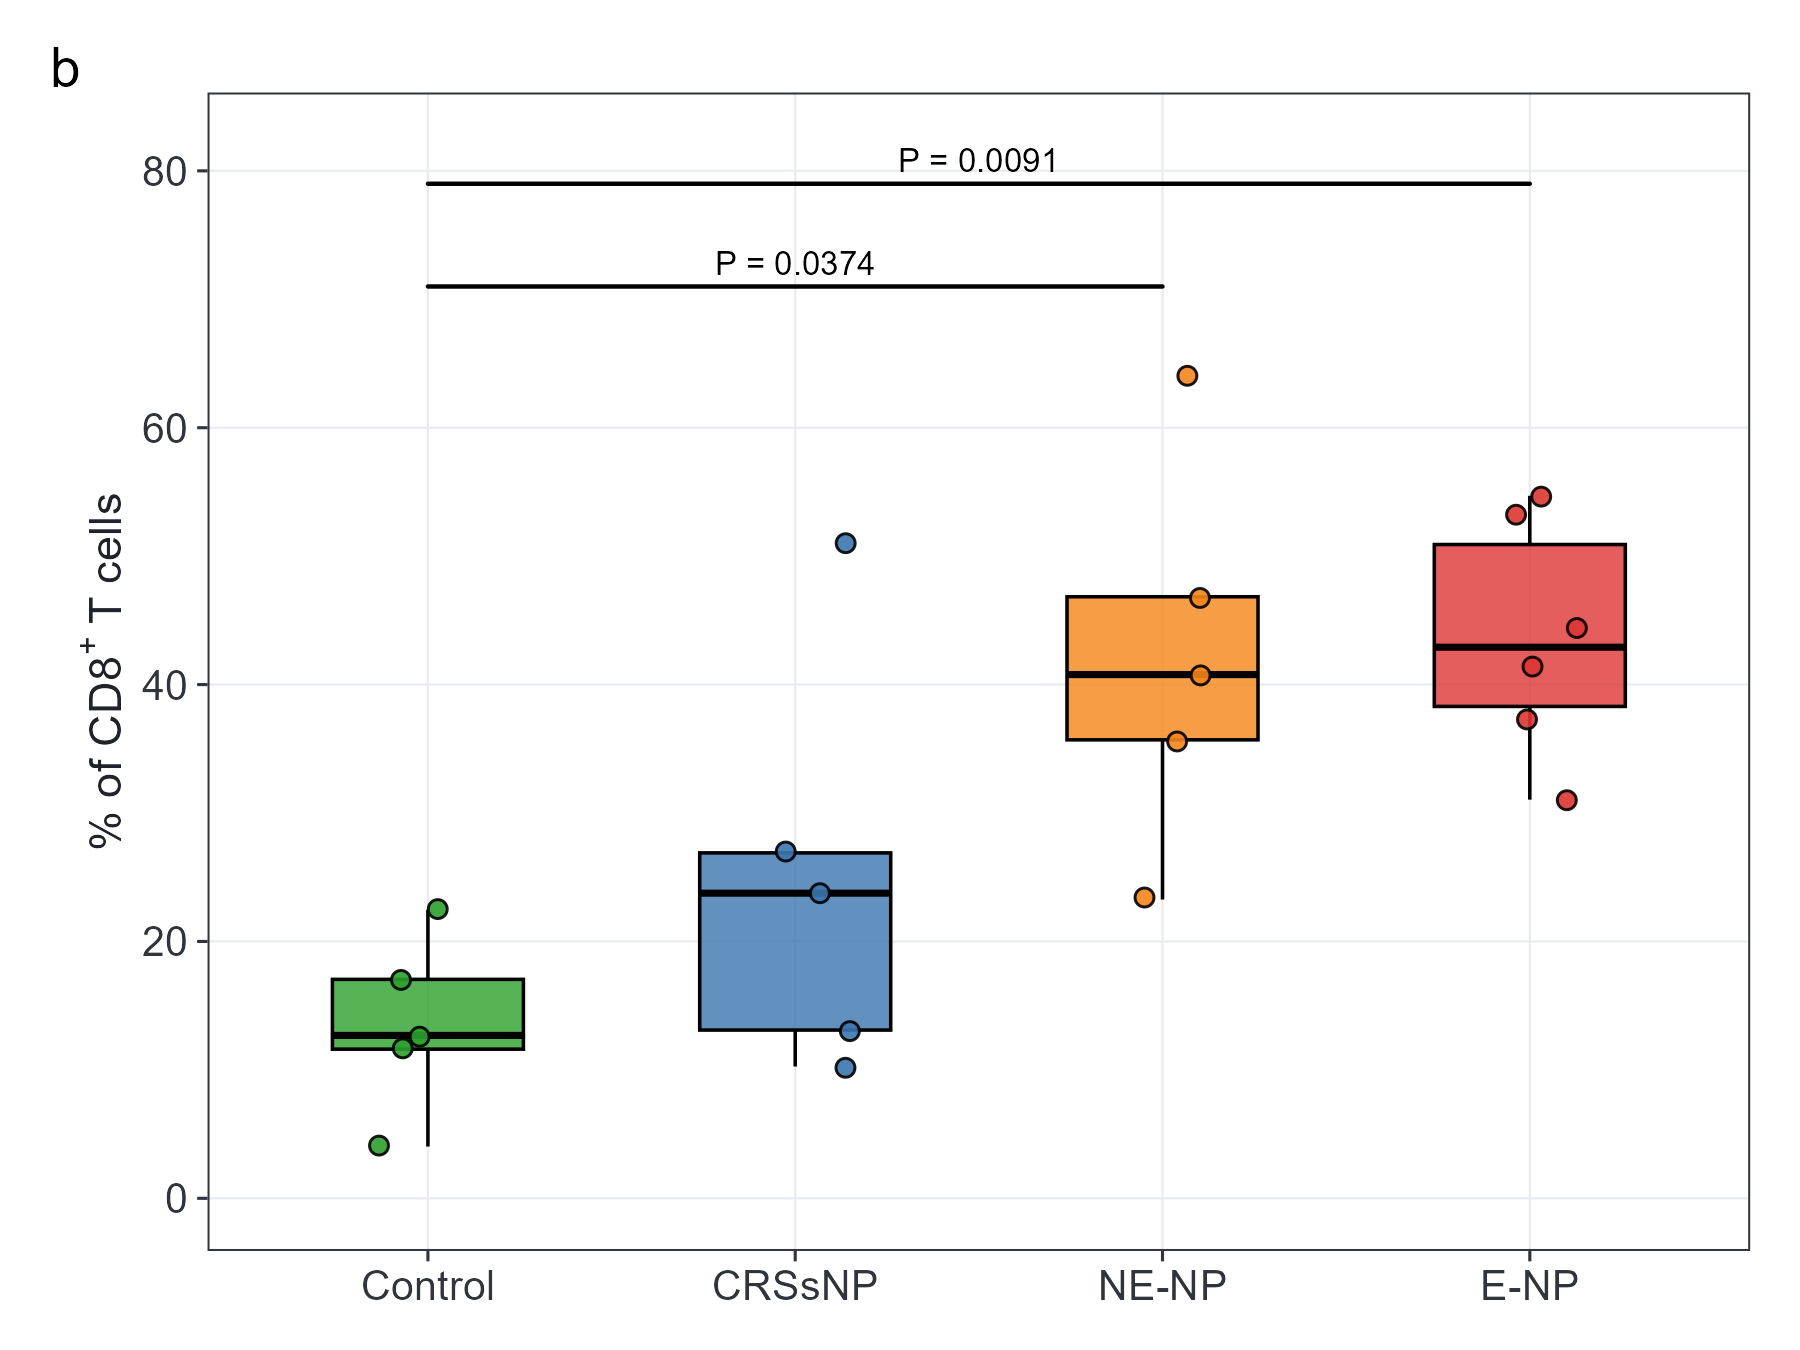 b
P = 0.0091
P = 0.0374
80
60
40
20
0
% of CD8⁺ T cells
Control
CRSsNP
NE-NP
E-NP